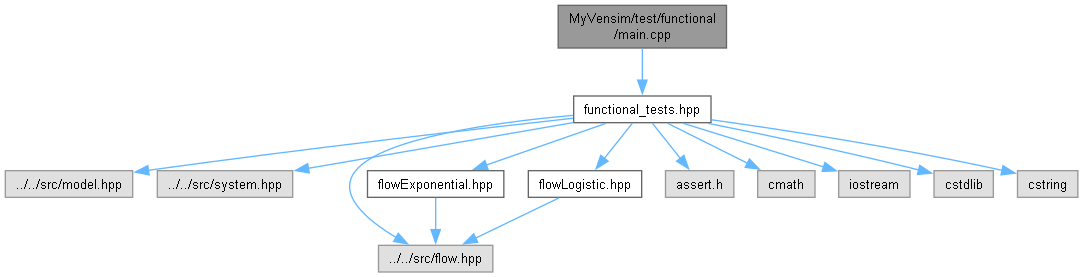 MyVensim/test/functional
/main.cpp
functional_tests.hpp
../../src/model.hpp
../../src/system.hpp
flowExponential.hpp
flowLogistic.hpp
assert.h
cmath
iostream
cstdlib
cstring
../../src/flow.hpp